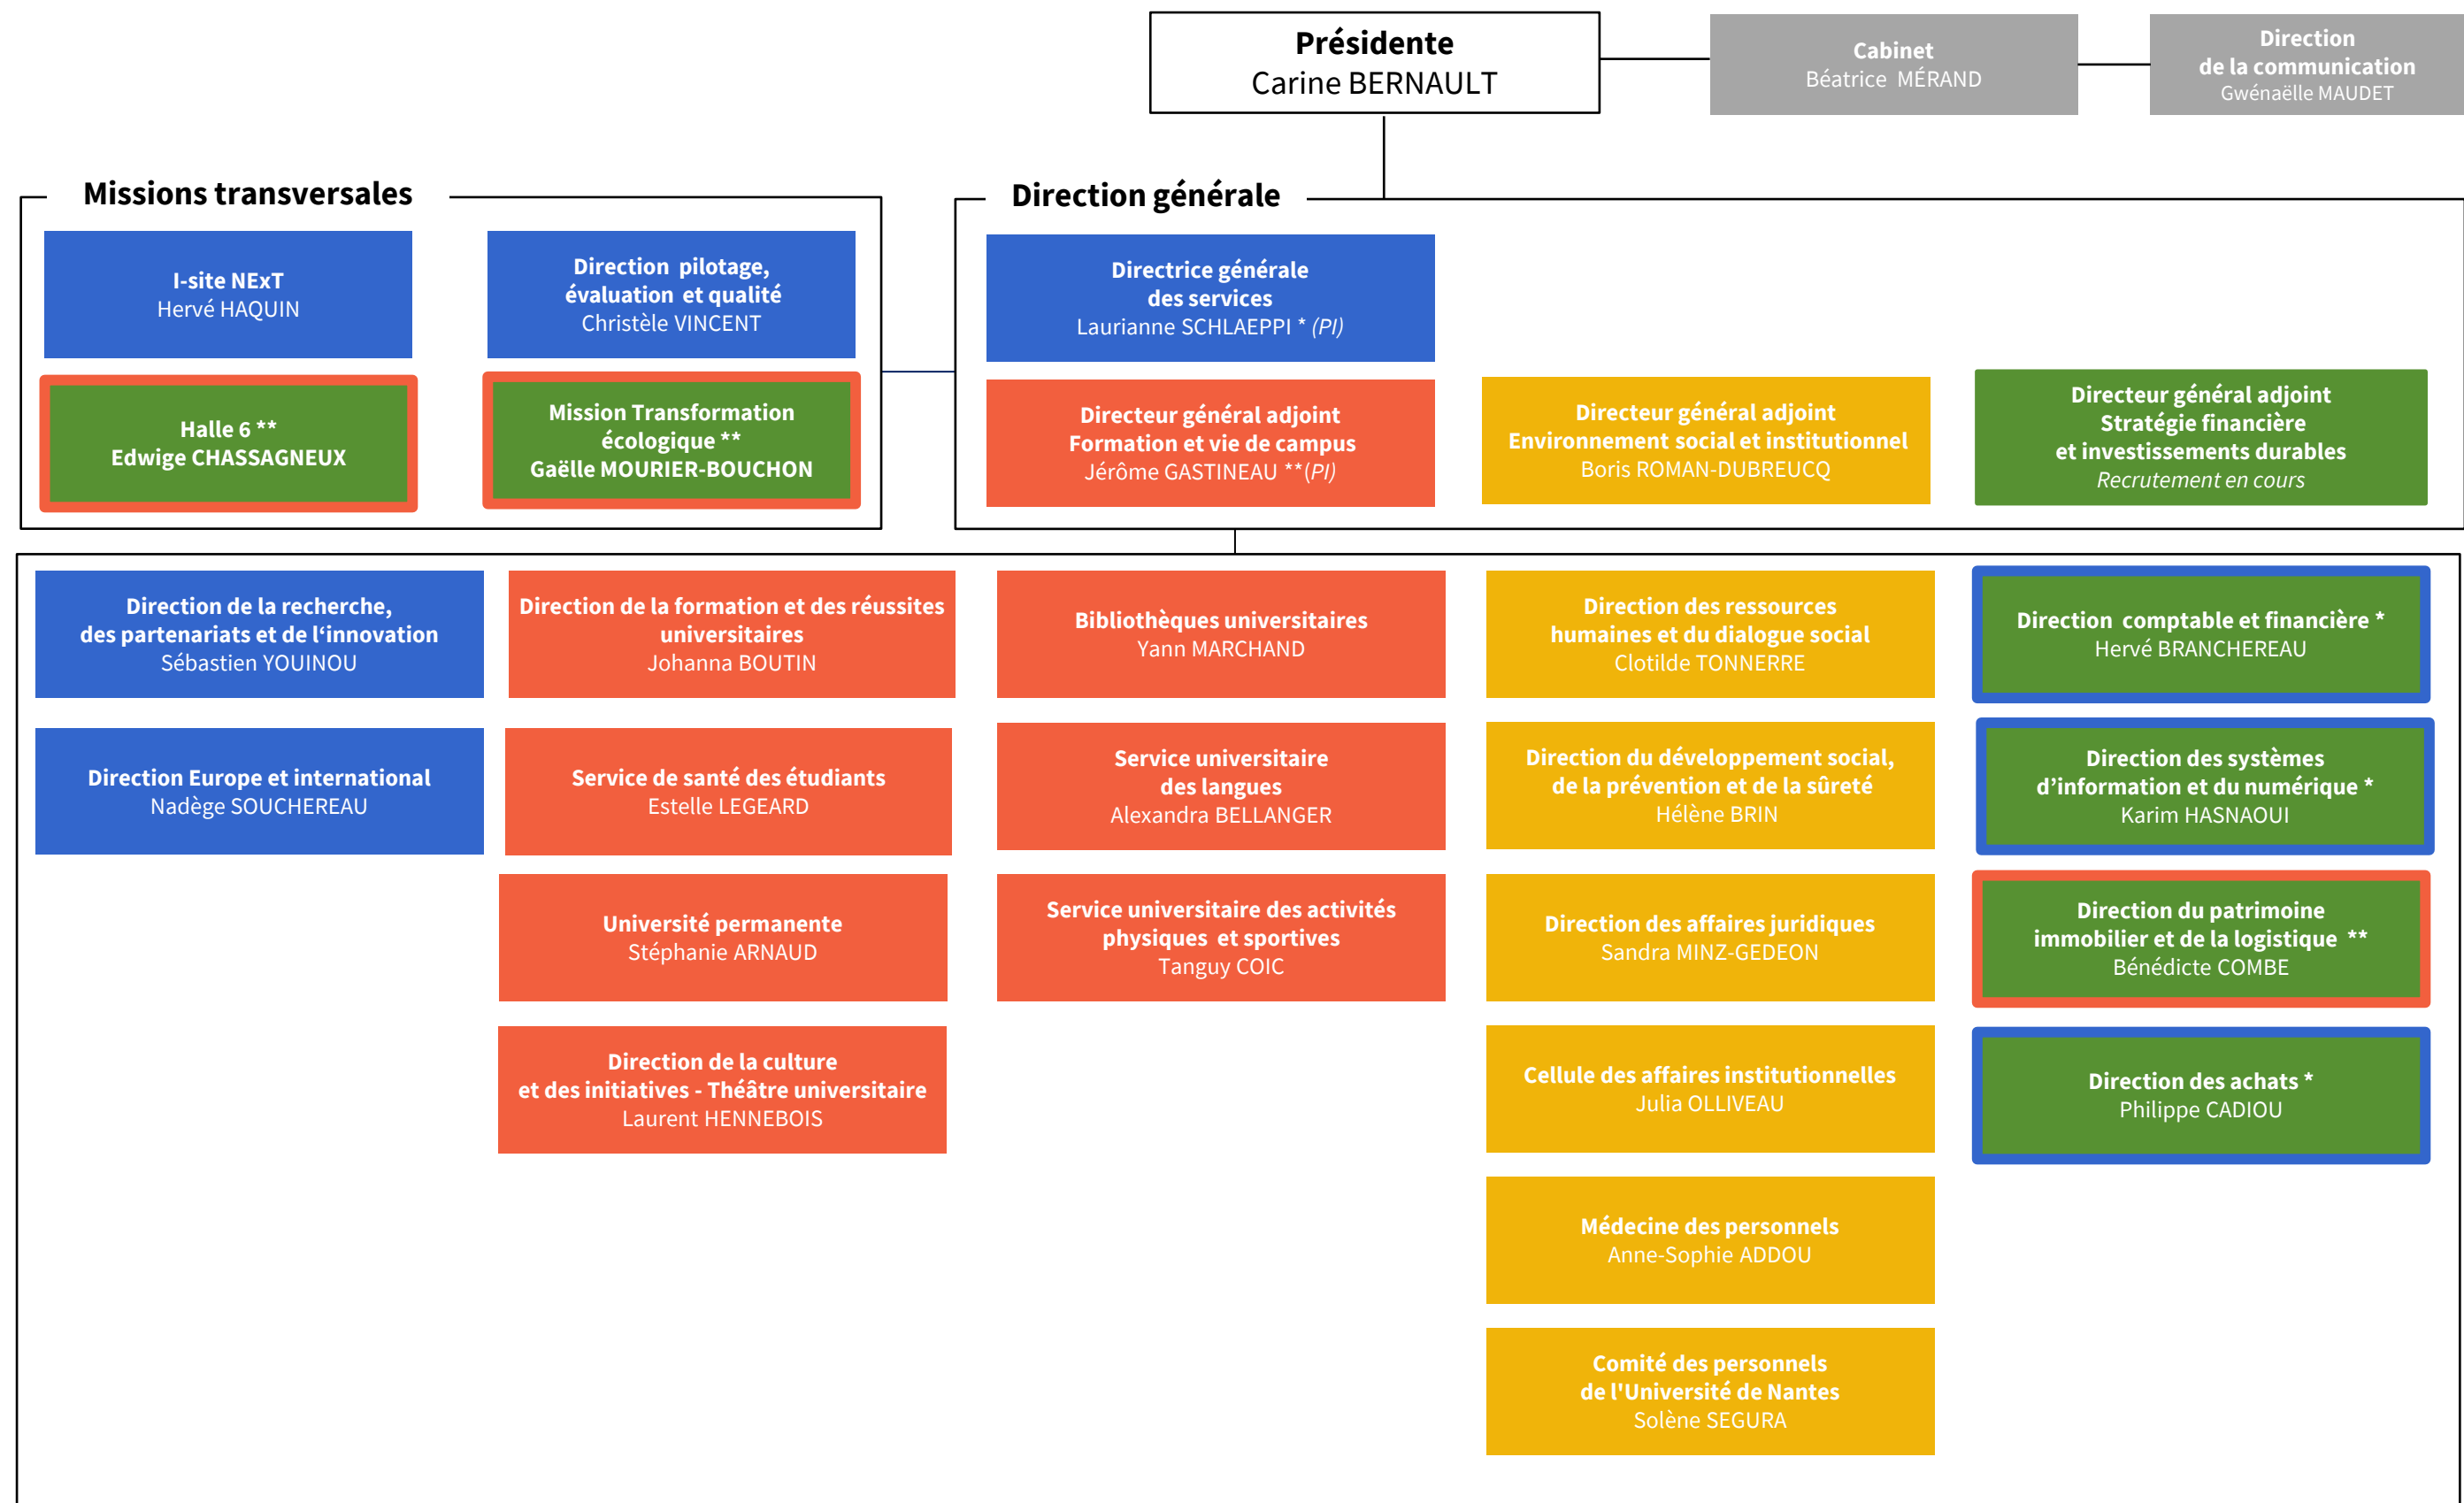 Présidente
Carine BERNAULT
Cabinet
Béatrice MÉRAND
Direction
de la communication
Gwénaëlle MAUDET
Missions transversales
I-site NExT
Hervé HAQUIN
Direction pilotage,
évaluation et qualité
Christèle VINCENT
Halle 6 **
Edwige CHASSAGNEUX
Mission Transformation
écologique **
Gaëlle MOURIER-BOUCHON
Direction générale
Directrice générale
des services
Laurianne SCHLAEPPI * (PI)
Directeur général adjoint
Formation et vie de campus
Jérôme GASTINEAU **(PI)
Directeur général adjoint
Environnement social et institutionnel
Boris ROMAN-DUBREUCQ
Directeur général adjoint
Stratégie financière
et investissements durables
Recrutement en cours
Direction de la recherche,
des partenariats et de l‘innovation
Sébastien YOUINOU
Direction Europe et international
Nadège SOUCHEREAU
Direction de la formation et des réussites
universitaires
Johanna BOUTIN
Service de santé des étudiants
Estelle LEGEARD
Université permanente
Stéphanie ARNAUD
Direction de la culture
et des initiatives - Théâtre universitaire
Laurent HENNEBOIS
Bibliothèques universitaires
Yann MARCHAND
Service universitaire
des langues
Alexandra BELLANGER
Service universitaire des activités
physiques et sportives
Tanguy COIC
Direction des ressources
humaines et du dialogue social
Clotilde TONNERRE
Direction du développement social,
de la prévention et de la sûreté
Hélène BRIN
Direction des affaires juridiques
Sandra MINZ-GEDEON
Cellule des affaires institutionnelles
Julia OLLIVEAU
Médecine des personnels
Anne-Sophie ADDOU
Comité des personnels
de l'Université de Nantes
Solène SEGURA
Direction comptable et financière *
Hervé BRANCHEREAU
Direction des systèmes
d’information et du numérique *
Karim HASNAOUI
Direction du patrimoine
immobilier et de la logistique **
Bénédicte COMBE
Direction des achats *
Philippe CADIOU